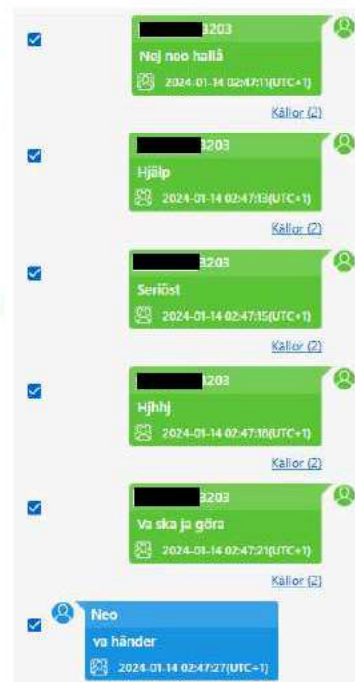 3203
Nej neo hallå
2024-01-14 02:47:11(UTC+1)
Källor (2)
3203
Hjälp
2024-01-14 02:47:13(UTC+1)
Källor (2)
3203
Seriöst
2024-01-14 02:47:15(UTC+1)
Källor (2)
3203
Hjhhj
2024-01-14 02:47:16(UTC+1)
Källor (2)
3203
Va ska ja göra
2024-01-14 02:47:21(UTC+1)
Källor (2)
Neo
va händer
2024-01-14 02:47:27(UTC+1)